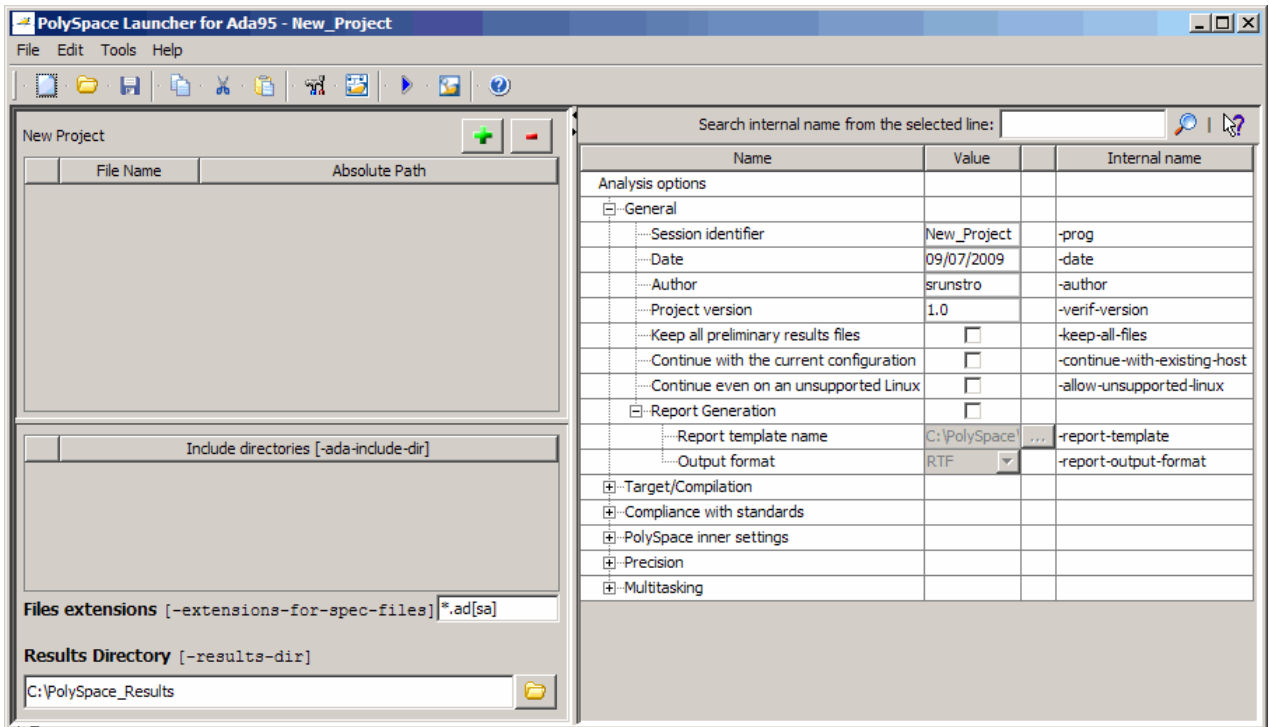 PolySpace Launcher for Ada95 - New_Project
File Edit Tools Help
New Project
File Name Absolute Path
Include directories [-ada-include-dir]
Files extensions [-extensions-for-spec-files] *.ad[sa]
Results Directory [-results-dir]
C:\PolySpace_Results
Search internal name from the selected line:
Name Value Internal name
Analysis options
General
Session identifier New_Project -prog
Date 09/07/2009 -date
Author srunstro -author
Project version 1.0 -verif-version
Keep all preliminary results files -keep-all-files
Continue with the current configuration -continue-with-existing-host
Continue even on an unsupported Linux -allow-unsupported-linux
Report Generation
Report template name C:\PolySpace\ ... -report-template
Output format RTF -report-output-format
Target/Compilation
Compliance with standards
PolySpace inner settings
Precision
Multitasking